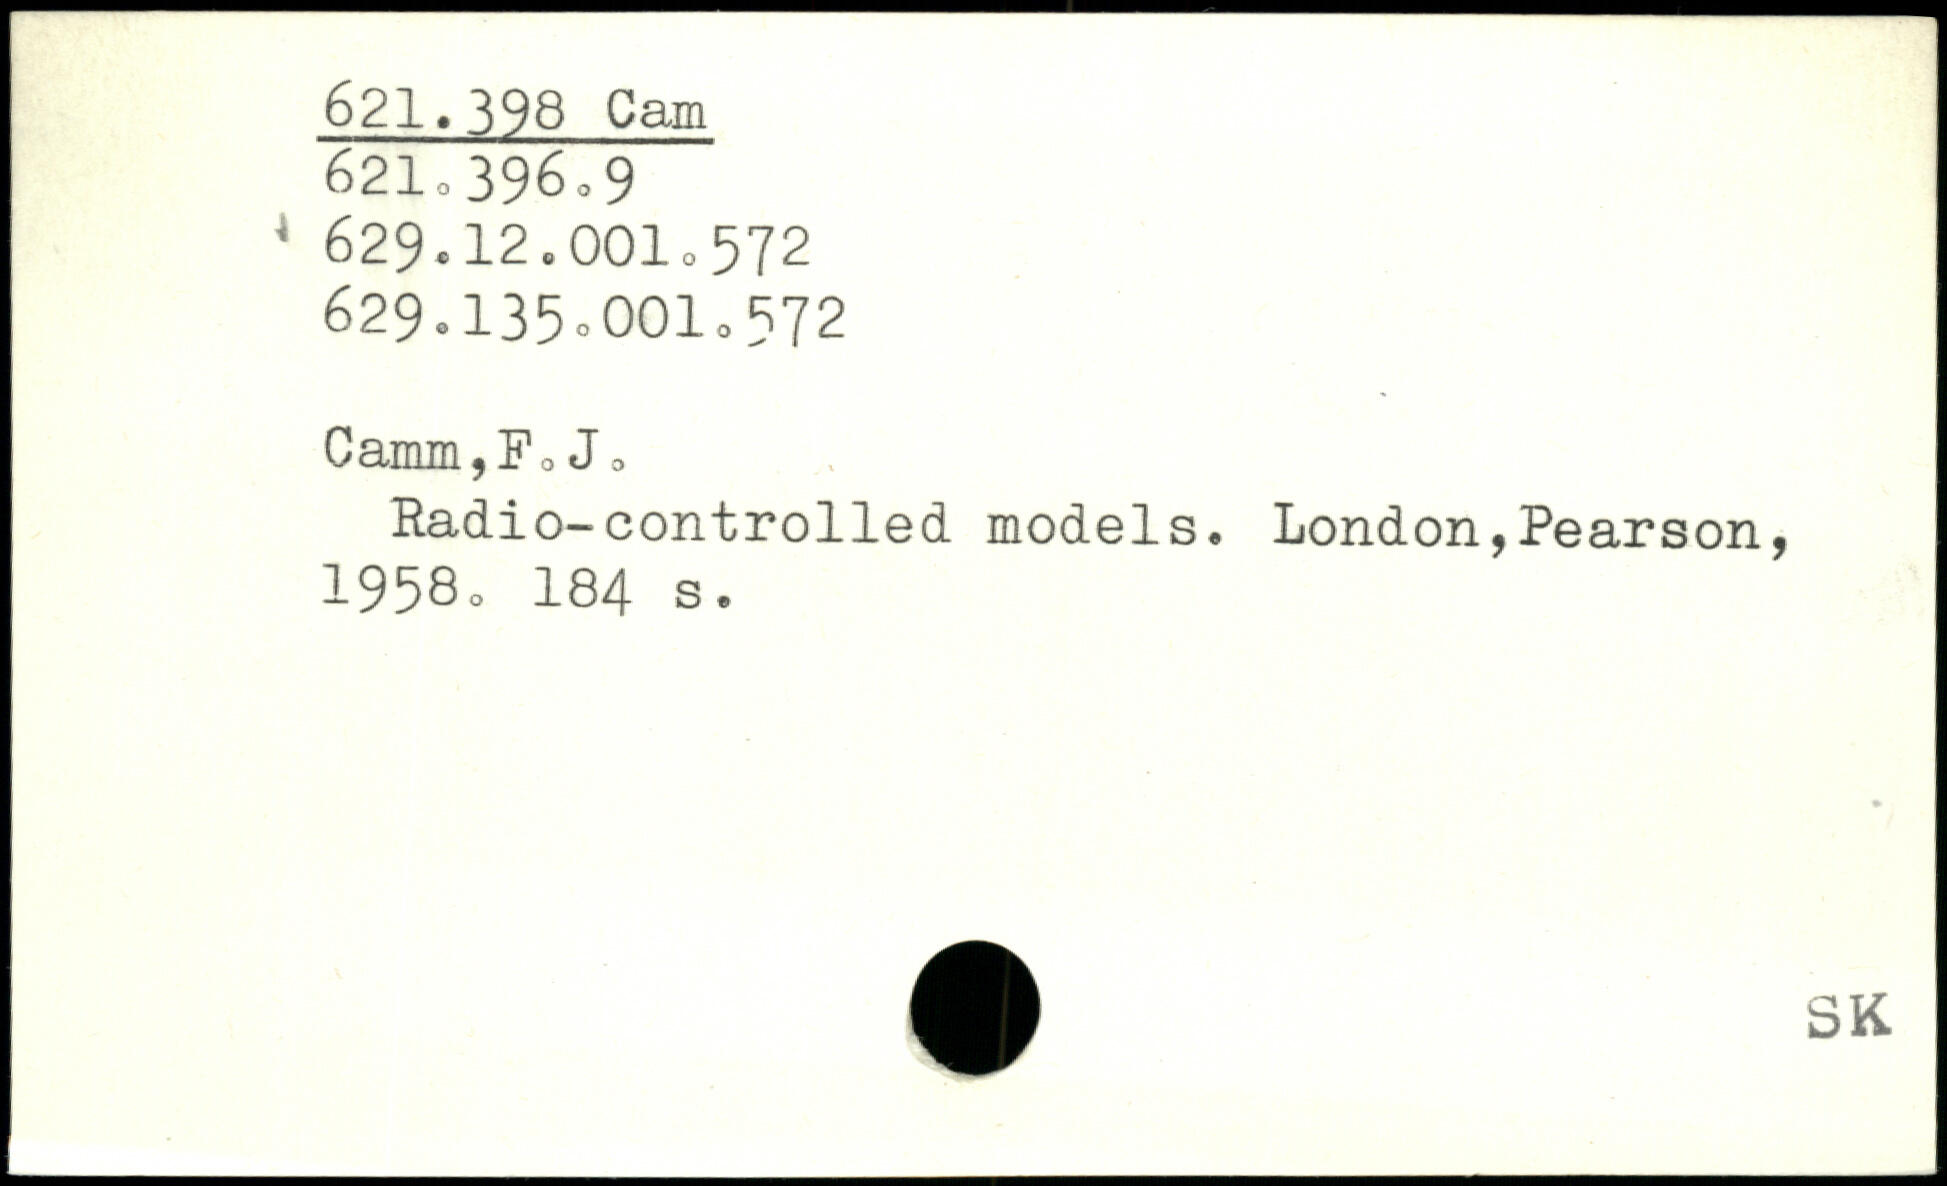 621.398 Cam
621.396.9
629.12.001.572
629.135.001.572
Camm,F.J.
Radio-controlled models. London,Pearson,
1958. 184 s.
SK